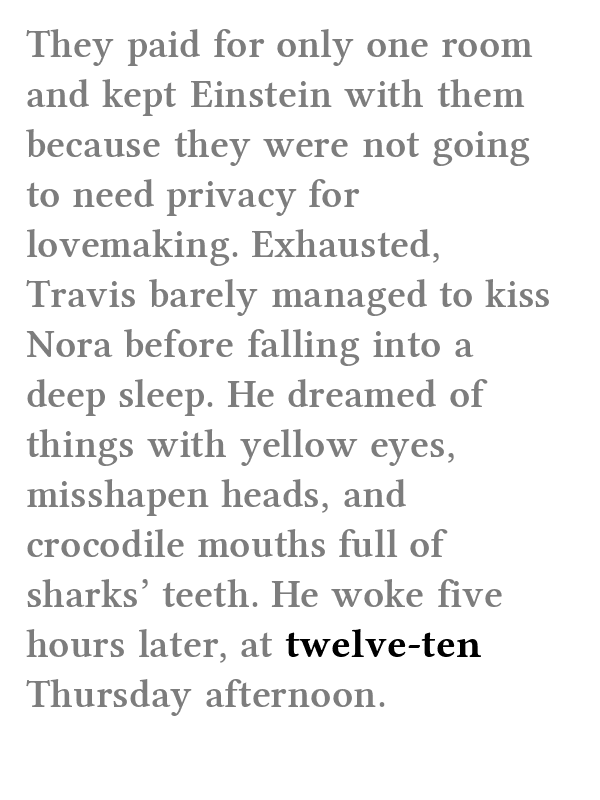 They paid for only one room
and kept Einstein with them
because they were not going
to need privacy for
lovemaking. Exhausted,
Travis barely managed to kiss
Nora before falling into a
deep sleep. He dreamed of
things with yellow eyes,
misshapen heads, and
crocodile mouths full of
sharks’ teeth. He woke five
hours later, at twelve-ten
Thursday afternoon.